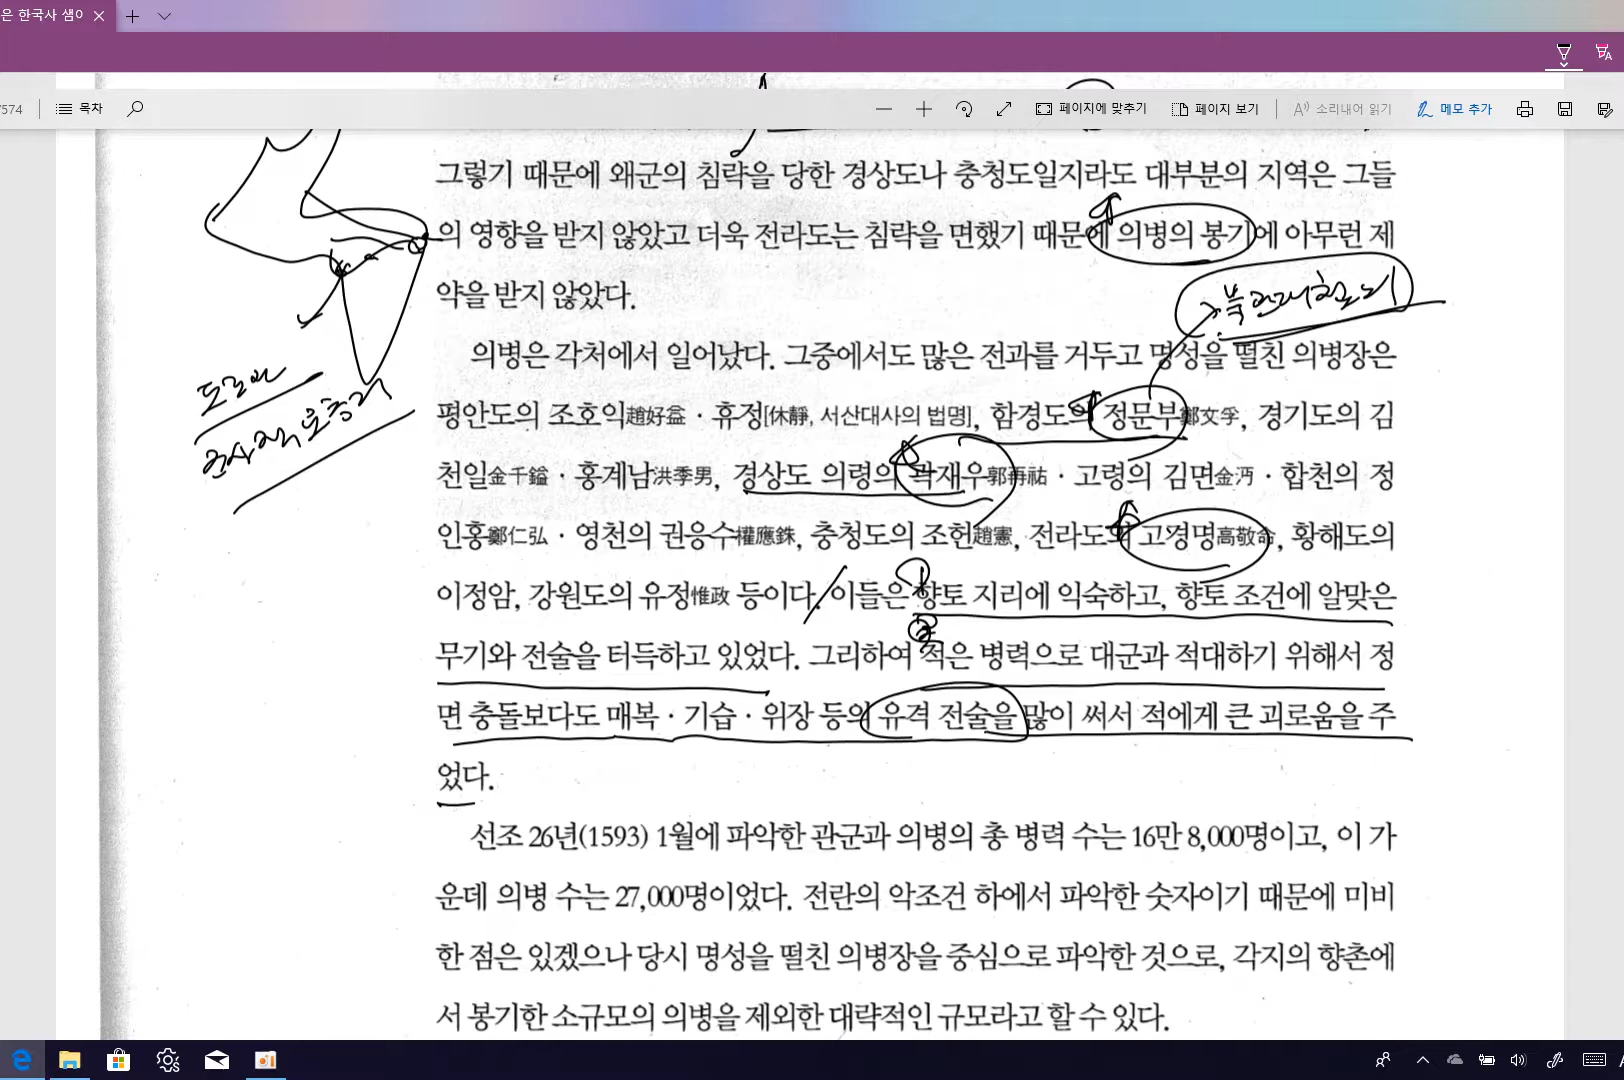 은 한국사 샘이
574
목차
페이지에 맞추기
페이지 보기
소리내어 읽기
메모 추가
그렇기 때문에 왜군의 침략을 당한 경상도나 충청도일지라도 대부분의 지역은 그들
의 영향을 받지 않았고 더욱 전라도는 침략을 면했기 때문에 의병의 봉기에 아무런 제
약을 받지 않았다.
북관대첩비
의병은 각처에서 일어났다. 그중에서도 많은 전과를 거두고 명성을 떨친 의병장은
평안도의 조호익趙好益 · 휴정[休靜, 서산대사의 법명], 함경도의 정문부鄭文孚, 경기도의 김
천일金千鎰 · 홍계남洪季男, 경상도 의령의 곽재우郭再祐 · 고령의 김면金沔 · 합천의 정
인홍鄭仁弘 · 영천의 권응수權應銖, 충청도의 조헌趙憲, 전라도의 고경명高敬命, 황해도의
이정암, 강원도의 유정惟政 등이다. 이들은 향토 지리에 익숙하고, 향토 조건에 알맞은
무기와 전술을 터득하고 있었다. 그리하여 적은 병력으로 대군과 적대하기 위해서 정
면 충돌보다도 매복 · 기습 · 위장 등의 유격 전술을 많이 써서 적에게 큰 괴로움을 주
었다.
선조 26년(1593) 1월에 파악한 관군과 의병의 총 병력 수는 16만 8,000명이고, 이 가
운데 의병 수는 27,000명이었다. 전란의 악조건 하에서 파악한 숫자이기 때문에 미비
한 점은 있겠으나 당시 명성을 떨친 의병장을 중심으로 파악한 것으로, 각지의 향촌에
서 봉기한 소규모의 의병을 제외한 대략적인 규모라고 할 수 있다.